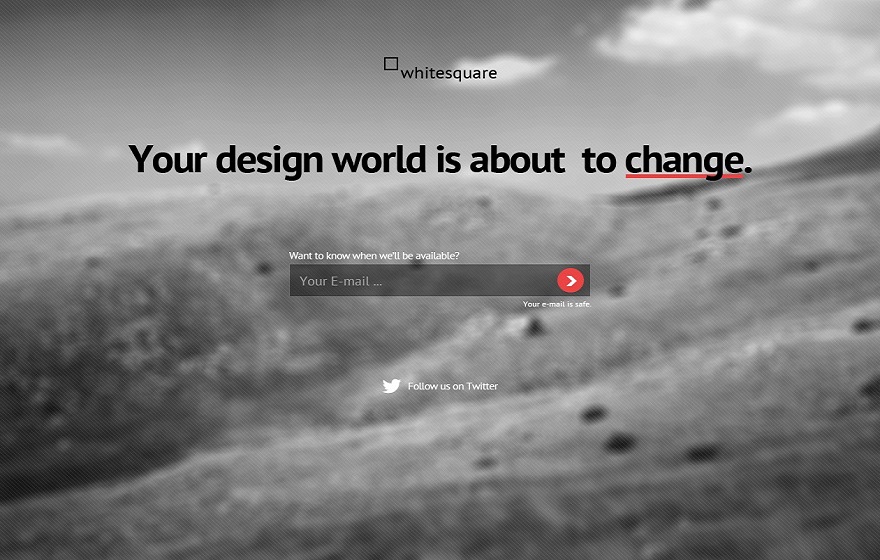 whitesquare
Your design world is about  to change.
Want to know when we'll be available?
Your E-mail ...
Your e-mail is safe.
Follow us on Twitter